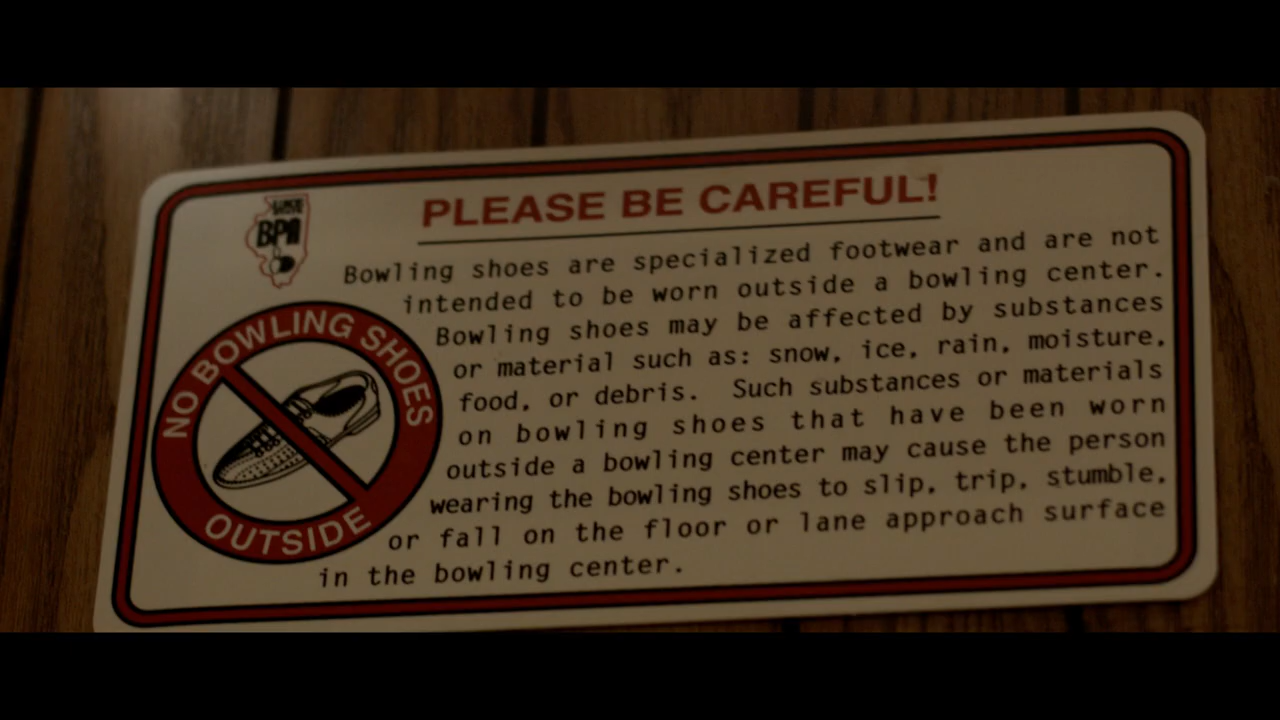 PLEASE BE CAREFUL!
BPA
Bowling shoes are specialized footwear and are not
intended to be worn outside a bowling center.
Bowling shoes may be affected by substances
or material such as: snow, ice, rain, moisture,
food, or debris. Such substances or materials
on bowling shoes that have been worn
outside a bowling center may cause the person
wearing the bowling shoes to slip, trip, stumble,
or fall on the floor or lane approach surface
in the bowling center.
NO BOWLING SHOES
OUTSIDE